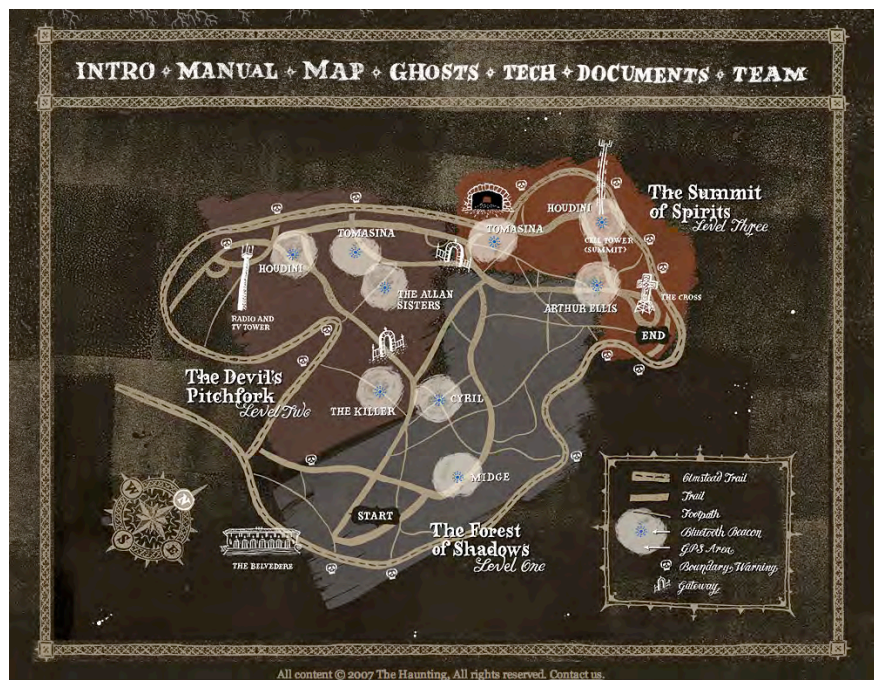 INTRO ✦ MANUAL ✦ MAP ✦ GHOSTS ✦ TECH ✦ DOCUMENTS ✦ TEAM
The Summit
of Spirits
Level Three
HOUDINI
TOMASINA
CELL TOWER
(SUMMIT)
TOMASINA
HOUDINI
THE ALLAN
SISTERS
ARTHUR ELLIS
THE CROSS
RADIO AND
TV TOWER
END
The Devil's
Pitchfork
Level Two
THE KILLER
CYRIL
MIDGE
START
The Forest
of Shadows
Level One
THE BELVEDERE
N
W
S
E
Olmstead Trail
Trail
Footpath
Bluetooth Beacon
GPS Area
Boundary Warning
Gateway
All content © 2007 The Haunting, All rights reserved. Contact us.